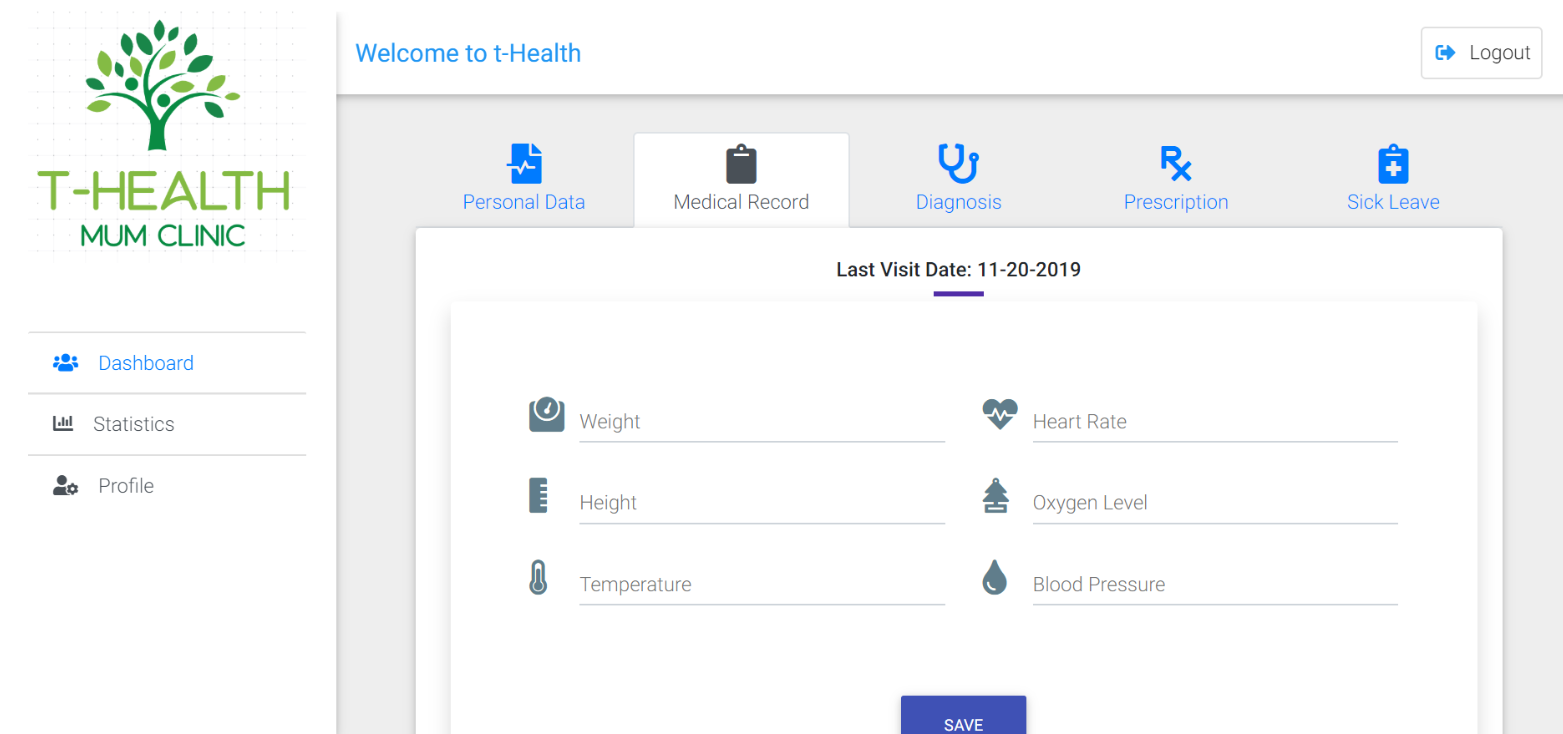 T-HEALTH
MUM CLINIC
Dashboard
Statistics
Profile
Welcome to t-Health
Logout
Personal Data
Medical Record
Diagnosis
Prescription
Sick Leave
Last Visit Date: 11-20-2019
Weight
Heart Rate
Height
Oxygen Level
Temperature
Blood Pressure
SAVE